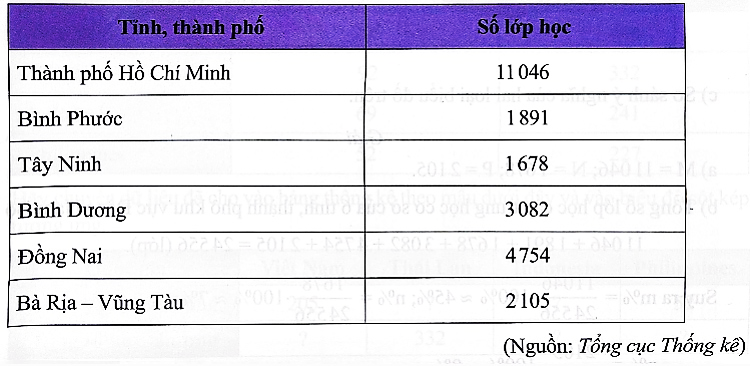 Tỉnh, thành phố Số lớp học
Thành phố Hồ Chí Minh 11 046
Bình Phước 1 891
Tây Ninh 1 678
Bình Dương 3 082
Đồng Nai 4 754
Bà Rịa – Vũng Tàu 2 105
(Nguồn: Tổng cục Thống kê)